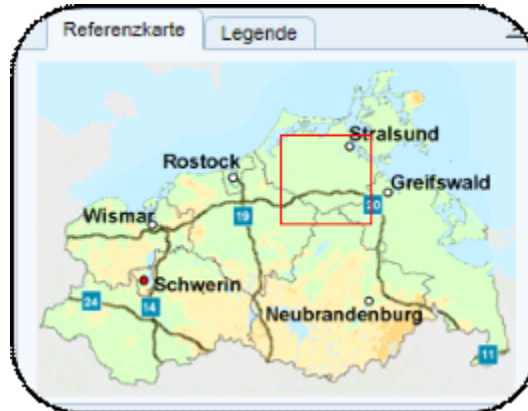 Referenzkarte
Legende
Stralsund
Rostock
Greifswald
20
Wismar
19
Schwerin
24
14
Neubrandenburg
11